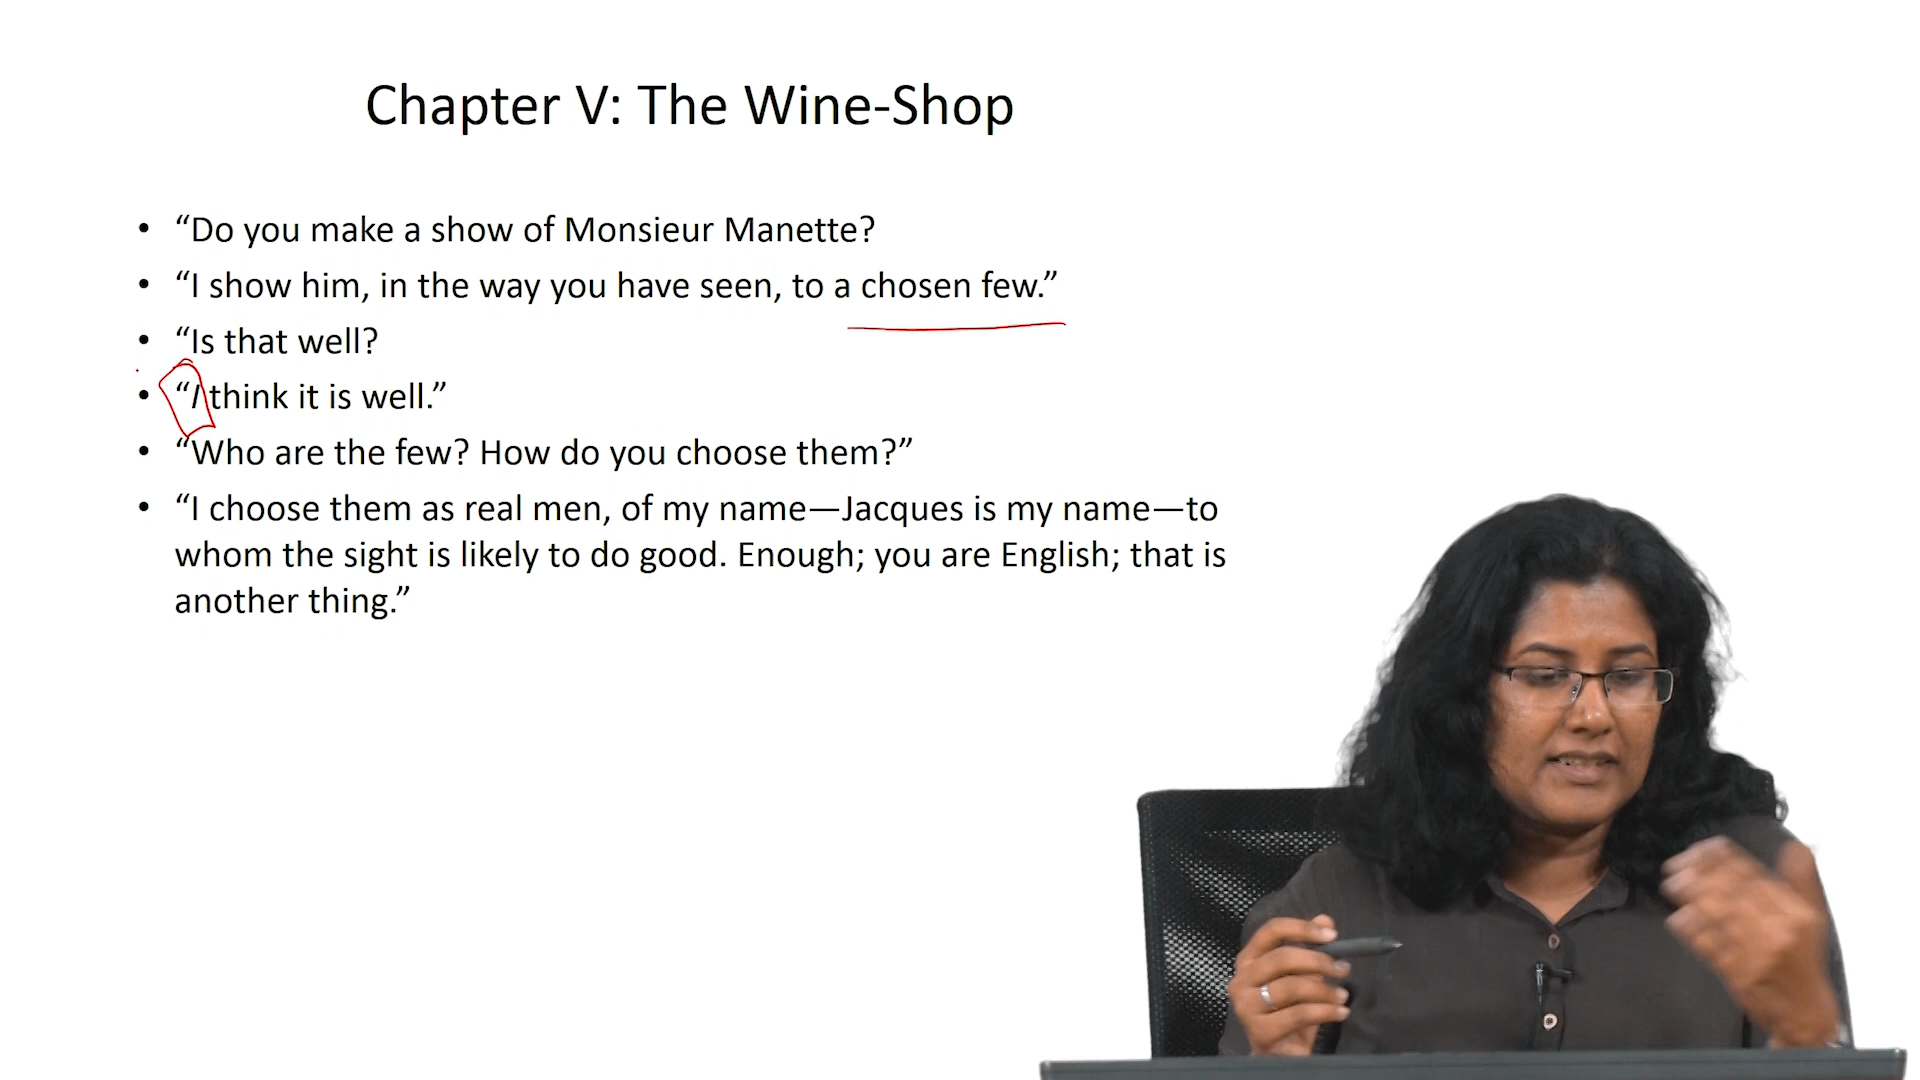 Chapter V: The Wine-Shop
• “Do you make a show of Monsieur Manette?
• “I show him, in the way you have seen, to a chosen few.”
• “Is that well?
• “I think it is well.”
• “Who are the few? How do you choose them?”
• “I choose them as real men, of my name—Jacques is my name—to
whom the sight is likely to do good. Enough; you are English; that is
another thing.”